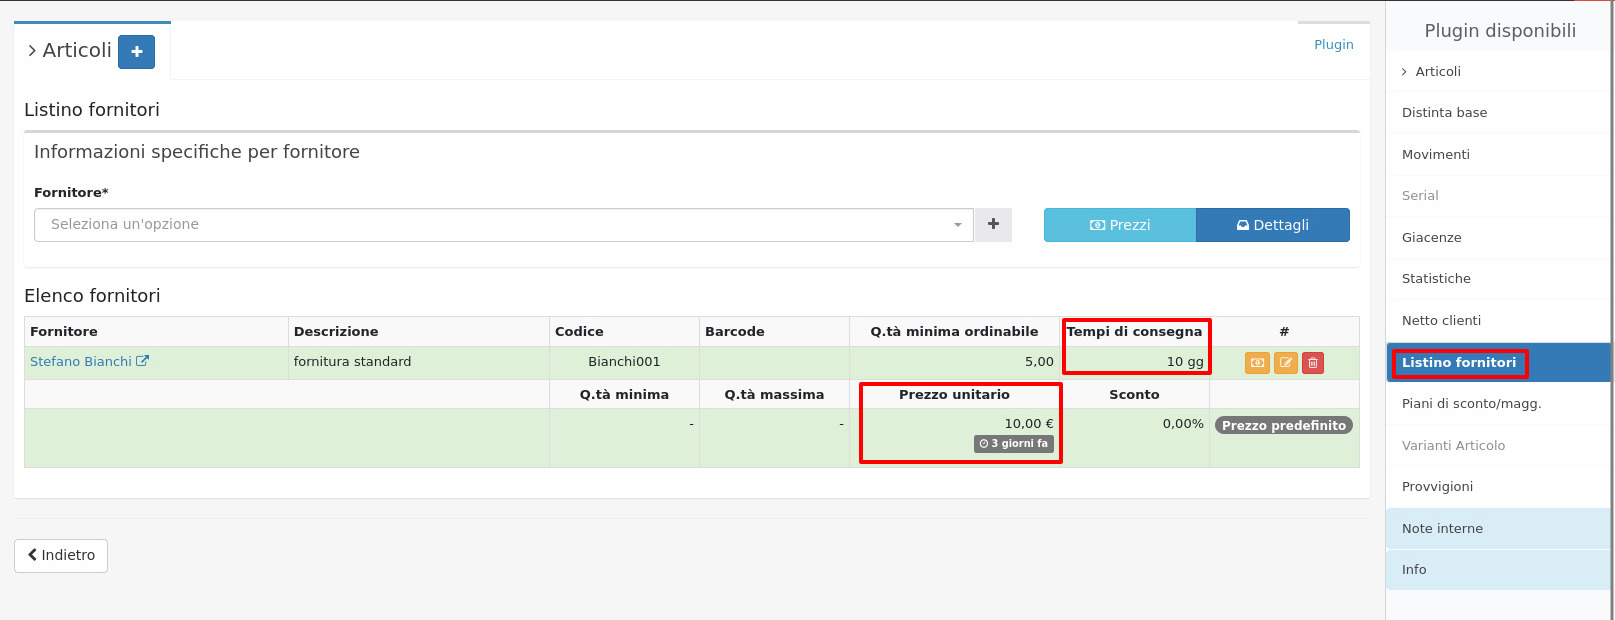 Articoli
Plugin
Listino fornitori
Informazioni specifiche per fornitore
Fornitore*
Seleziona un'opzione
Prezzi
Dettagli
Elenco fornitori
Fornitore Descrizione Codice Barcode Q.tà minima ordinabile Tempi di consegna #
Stefano Bianchi fornitura standard Bianchi001 5,00 10 gg
Q.tà minima Q.tà massima Prezzo unitario Sconto
- - 10,00 € 0,00% Prezzo predefinito
3 giorni fa
Indietro
Plugin disponibili
Articoli
Distinta base
Movimenti
Serial
Giacenze
Statistiche
Netto clienti
Listino fornitori
Piani di sconto/magg.
Varianti Articolo
Provvigioni
Note interne
Info